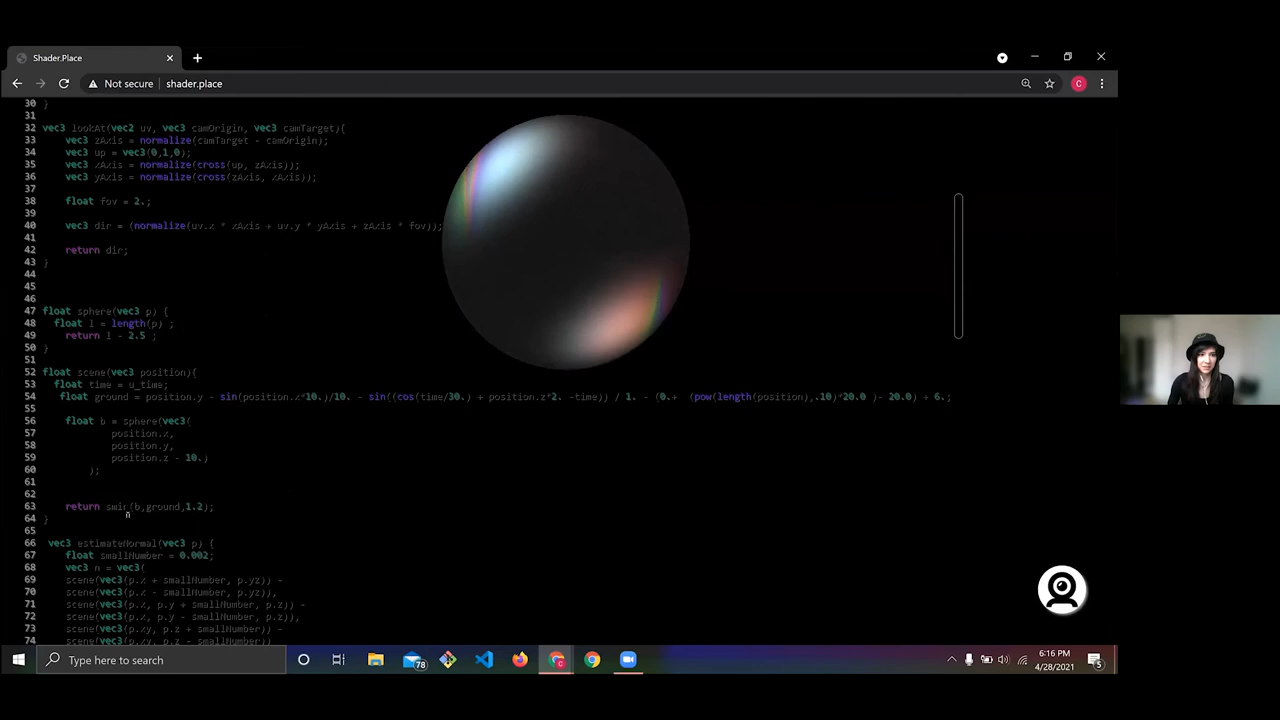 Shader.Place
Not secure shader.place
C
30 }
31
32 vec3 lookAt(vec2 uv, vec3 camOrigin, vec3 camTarget){
33 vec3 zAxis = normalize(camTarget - camOrigin);
34 vec3 up = vec3(0,1,0);
35 vec3 xAxis = normalize(cross(up, zAxis));
36 vec3 yAxis = normalize(cross(zAxis, xAxis));
37
38 float fov = 2.;
39
40 vec3 dir = (normalize(uv.x * xAxis + uv.y * yAxis + zAxis * fov));
41
42 return dir;
43 }
44
45
46
47 float sphere(vec3 p) {
48 float l = length(p) ;
49 return l - 2.5 ;
50 }
51
52 float scene(vec3 position){
53 float time = u_time;
54 float ground = position.y - sin(position.x*10.)/10. - sin((cos(time/30.) + position.z*2. -time)) / 1. - (0.+ (pow(length(position),.10)*20.0 )- 20.0) + 6.;
55
56 float b = sphere(vec3(
57 position.x,
58 position.y,
59 position.z - 10.)
60 );
61
62
63 return smin(b,ground,1.2);
64 }
65
66 vec3 estimateNormal(vec3 p) {
67 float smallNumber = 0.002;
68 vec3 n = vec3(
69 scene(vec3(p.x + smallNumber, p.yz)) -
70 scene(vec3(p.x - smallNumber, p.yz)),
71 scene(vec3(p.x, p.y + smallNumber, p.z)) -
72 scene(vec3(p.x, p.y - smallNumber, p.z)),
73 scene(vec3(p.xy, p.z + smallNumber)) -
74 scene(vec3(p.xy, p.z - smallNumber))
Type here to search
78
C
6:16 PM
4/28/2021
5